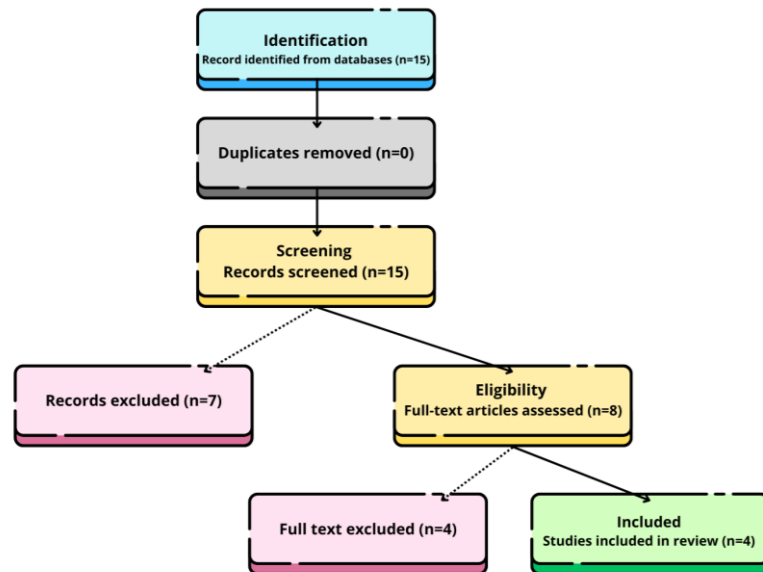 Identification
Record identified from databases (n=15)
Duplicates removed (n=0)
Screening
Records screened (n=15)
Records excluded (n=7)
Eligibility
Full-text articles assessed (n=8)
Full text excluded (n=4)
Included
Studies included in review (n=4)